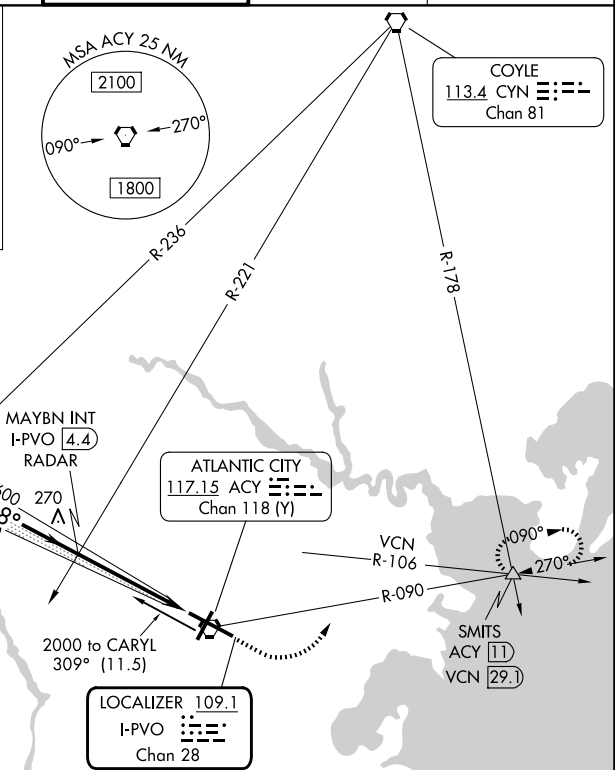 MSA ACY 25 NM
2100
090°
270°
1800
COYLE
113.4 CYN
Chan 81
R-236
R-221
R-178
MAYBN INT
I-PVO 4.4
RADAR
270
ATLANTIC CITY
117.15 ACY
Chan 118 (Y)
VCN
R-106
090°
270°
R-090
2000 to CARYL
309° (11.5)
SMITS
ACY 11
VCN 29.1
LOCALIZER 109.1
I-PVO
Chan 28